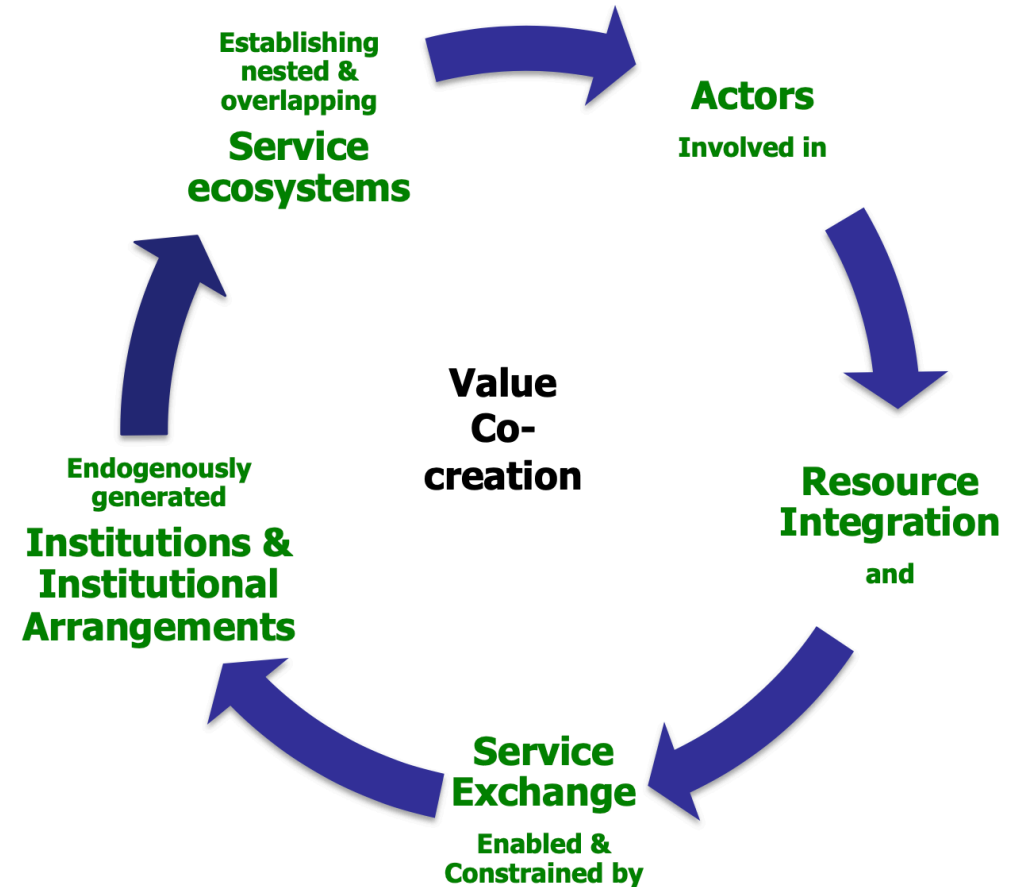 Establishing
nested &
overlapping
Service
ecosystems
Actors
Involved in
Resource
Integration
and
Service
Exchange
Enabled &
Constrained by
Endogenously
generated
Institutions &
Institutional
Arrangements
Value
Co-
creation